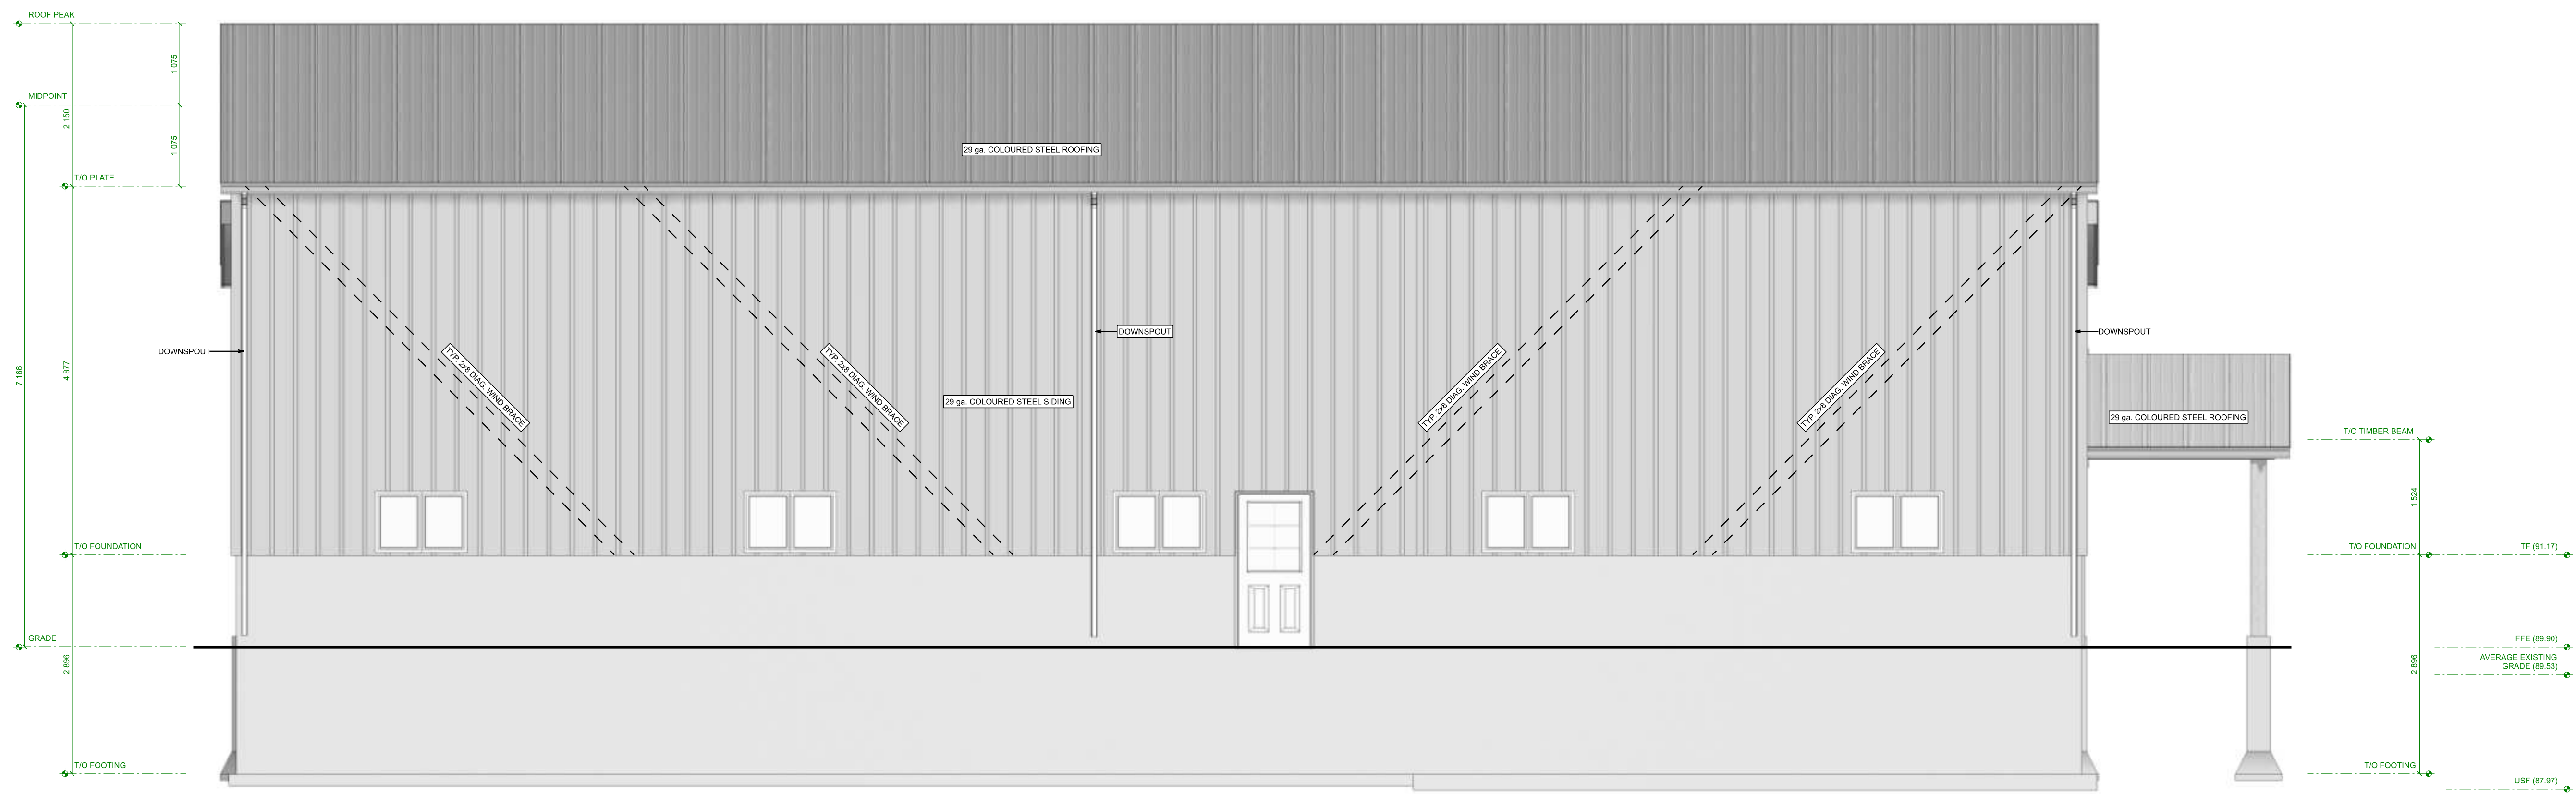 ROOF PEAK
1 075
MIDPOINT
2 150
1 075
29 ga. COLOURED STEEL ROOFING
T/O PLATE
DOWNSPOUT
DOWNSPOUT
DOWNSPOUT
7 166
4 877
TYP. 2x8 DIAG. WIND BRACE
TYP. 2x8 DIAG. WIND BRACE
TYP. 2x8 DIAG. WIND BRACE
TYP. 2x8 DIAG. WIND BRACE
29 ga. COLOURED STEEL SIDING
29 ga. COLOURED STEEL ROOFING
T/O TIMBER BEAM
1 524
T/O FOUNDATION
T/O FOUNDATION
TF (91.17)
GRADE
FFE (89.90)
2 896
2 896
AVERAGE EXISTING
GRADE (89.53)
T/O FOOTING
T/O FOOTING
USF (87.97)